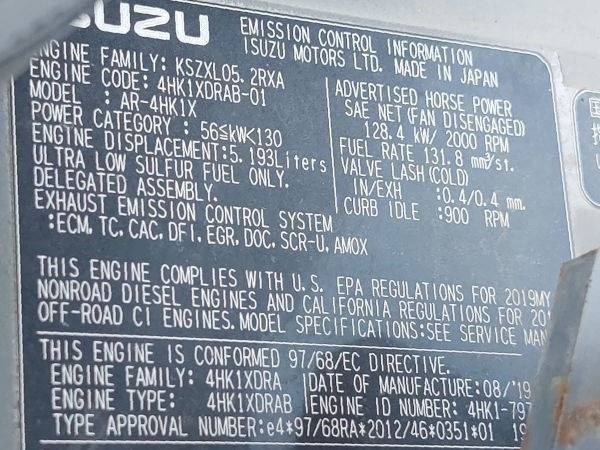 ISUZU
EMISSION CONTROL INFORMATION
ISUZU MOTORS LTD. MADE IN JAPAN
ENGINE FAMILY: KSZXL05.2RXA
ENGINE CODE: 4HK1XDRAB-01
MODEL : AR-4HK1X
POWER CATEGORY : 56≦kW<130
ENGINE DISPLACEMENT:5.193Liters
ULTRA LOW SULFUR FUEL ONLY.
DELEGATED ASSEMBLY.
EXHAUST EMISSION CONTROL SYSTEM
:ECM,TC,CAC,DFI,EGR,DOC,SCR-U,AMOX
ADVERTISED HORSE POWER
SAE NET(FAN DISENGAGED)
128.4 kW/ 2000 RPM
FUEL RATE 131.8 mm³/st.
VALVE LASH(COLD)
IN/EXH :0.4/0.4 mm.
CURB IDLE :900 RPM
THIS ENGINE COMPLIES WITH U.S. EPA REGULATIONS FOR 2019MY
NONROAD DIESEL ENGINES AND CALIFORNIA REGULATIONS FOR 201
OFF-ROAD CI ENGINES.MODEL SPECIFICATIONS:SEE SERVICE MAN
THIS ENGINE IS CONFORMED 97/68/EC DIRECTIVE.
ENGINE FAMILY: 4HK1XDRA DATE OF MANUFACTURE:08/'19
ENGINE TYPE: 4HK1XDRAB ENGINE ID NUMBER: 4HK1-797
TYPE APPROVAL NUMBER:e4*97/68RA*2012/46*0351*01 19